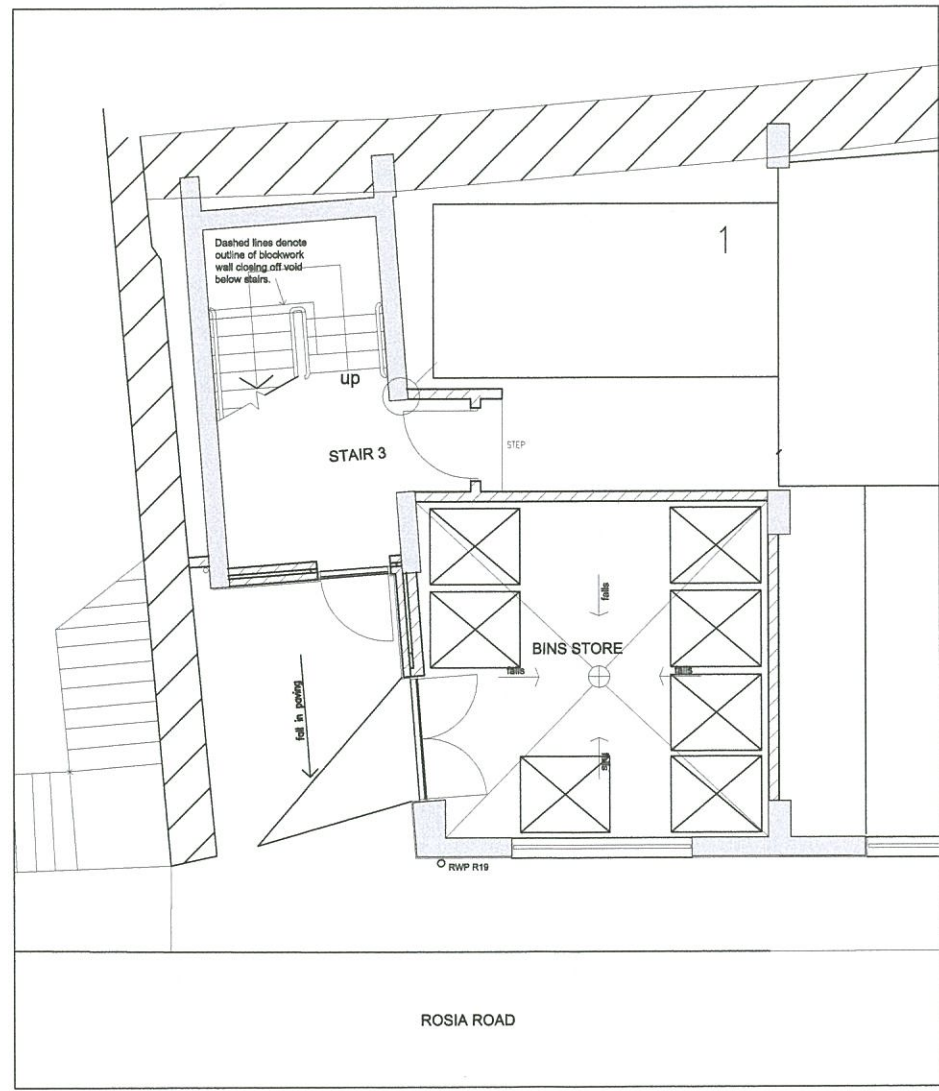 Dashed lines denote
outline of blockwork
wall closing off void
below stairs.
1
up
STAIR 3
STEP
falls
BINS STORE
falls
falls
falls
fall in paving
RWP R19
ROSIA ROAD